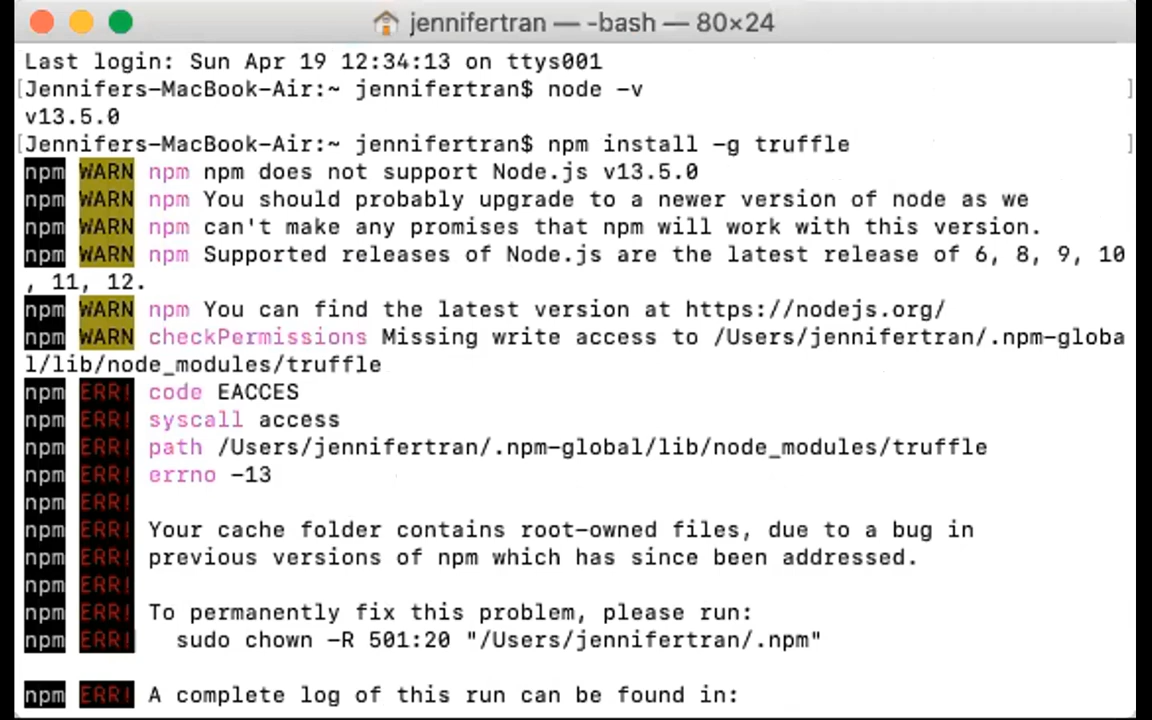 jennifertran — -bash — 80×24
Last login: Sun Apr 19 12:34:13 on ttys001
[Jennifers-MacBook-Air:~ jennifertran$ node -v ]
v13.5.0
[Jennifers-MacBook-Air:~ jennifertran$ npm install -g truffle ]
npm WARN npm npm does not support Node.js v13.5.0
npm WARN npm You should probably upgrade to a newer version of node as we
npm WARN npm can't make any promises that npm will work with this version.
npm WARN npm Supported releases of Node.js are the latest release of 6, 8, 9, 10
, 11, 12.
npm WARN npm You can find the latest version at https://nodejs.org/
npm WARN checkPermissions Missing write access to /Users/jennifertran/.npm-globa
l/lib/node_modules/truffle
npm ERR! code EACCES
npm ERR! syscall access
npm ERR! path /Users/jennifertran/.npm-global/lib/node_modules/truffle
npm ERR! errno -13
npm ERR!
npm ERR! Your cache folder contains root-owned files, due to a bug in
npm ERR! previous versions of npm which has since been addressed.
npm ERR!
npm ERR! To permanently fix this problem, please run:
npm ERR!   sudo chown -R 501:20 "/Users/jennifertran/.npm"
npm ERR! A complete log of this run can be found in: